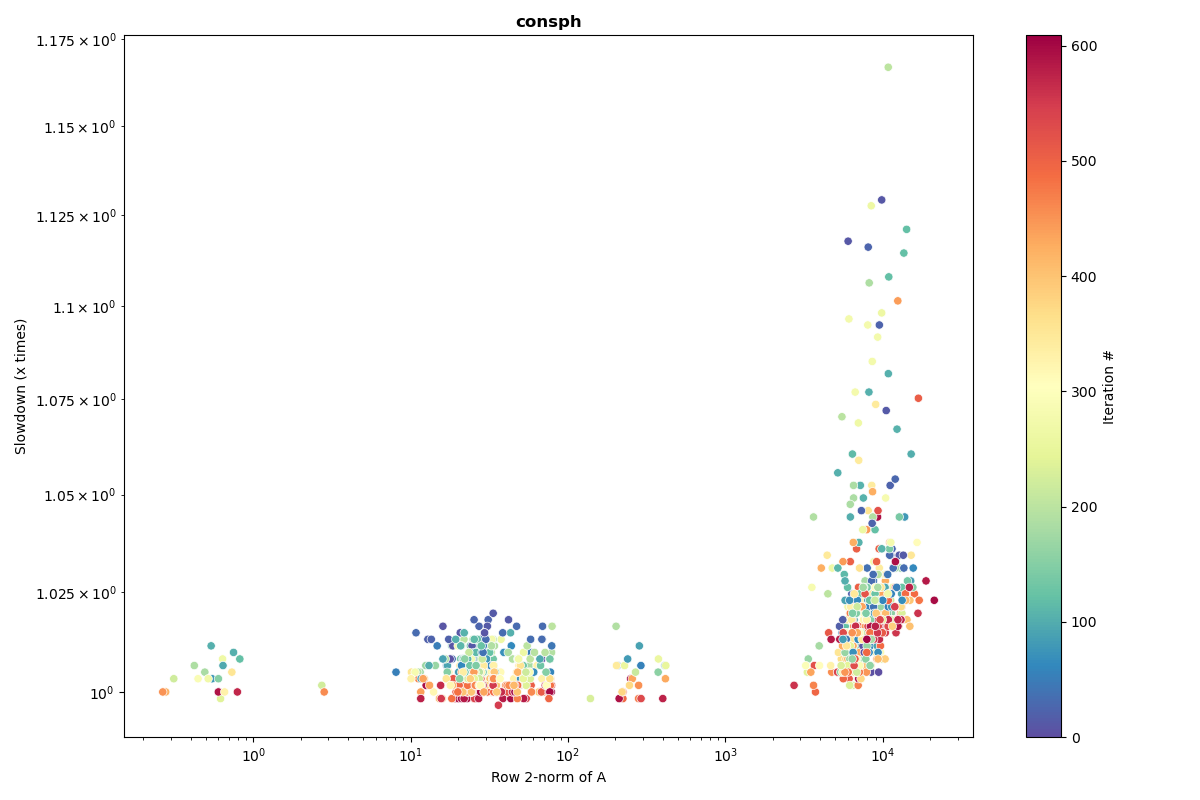 consph
1.175 × 10⁰
1.15 × 10⁰
1.125 × 10⁰
1.1 × 10⁰
1.075 × 10⁰
1.05 × 10⁰
1.025 × 10⁰
10⁰
Slowdown (x times)
10⁰ 10¹ 10² 10³ 10⁴
Row 2-norm of A
600
500
400
300
200
100
0
Iteration #